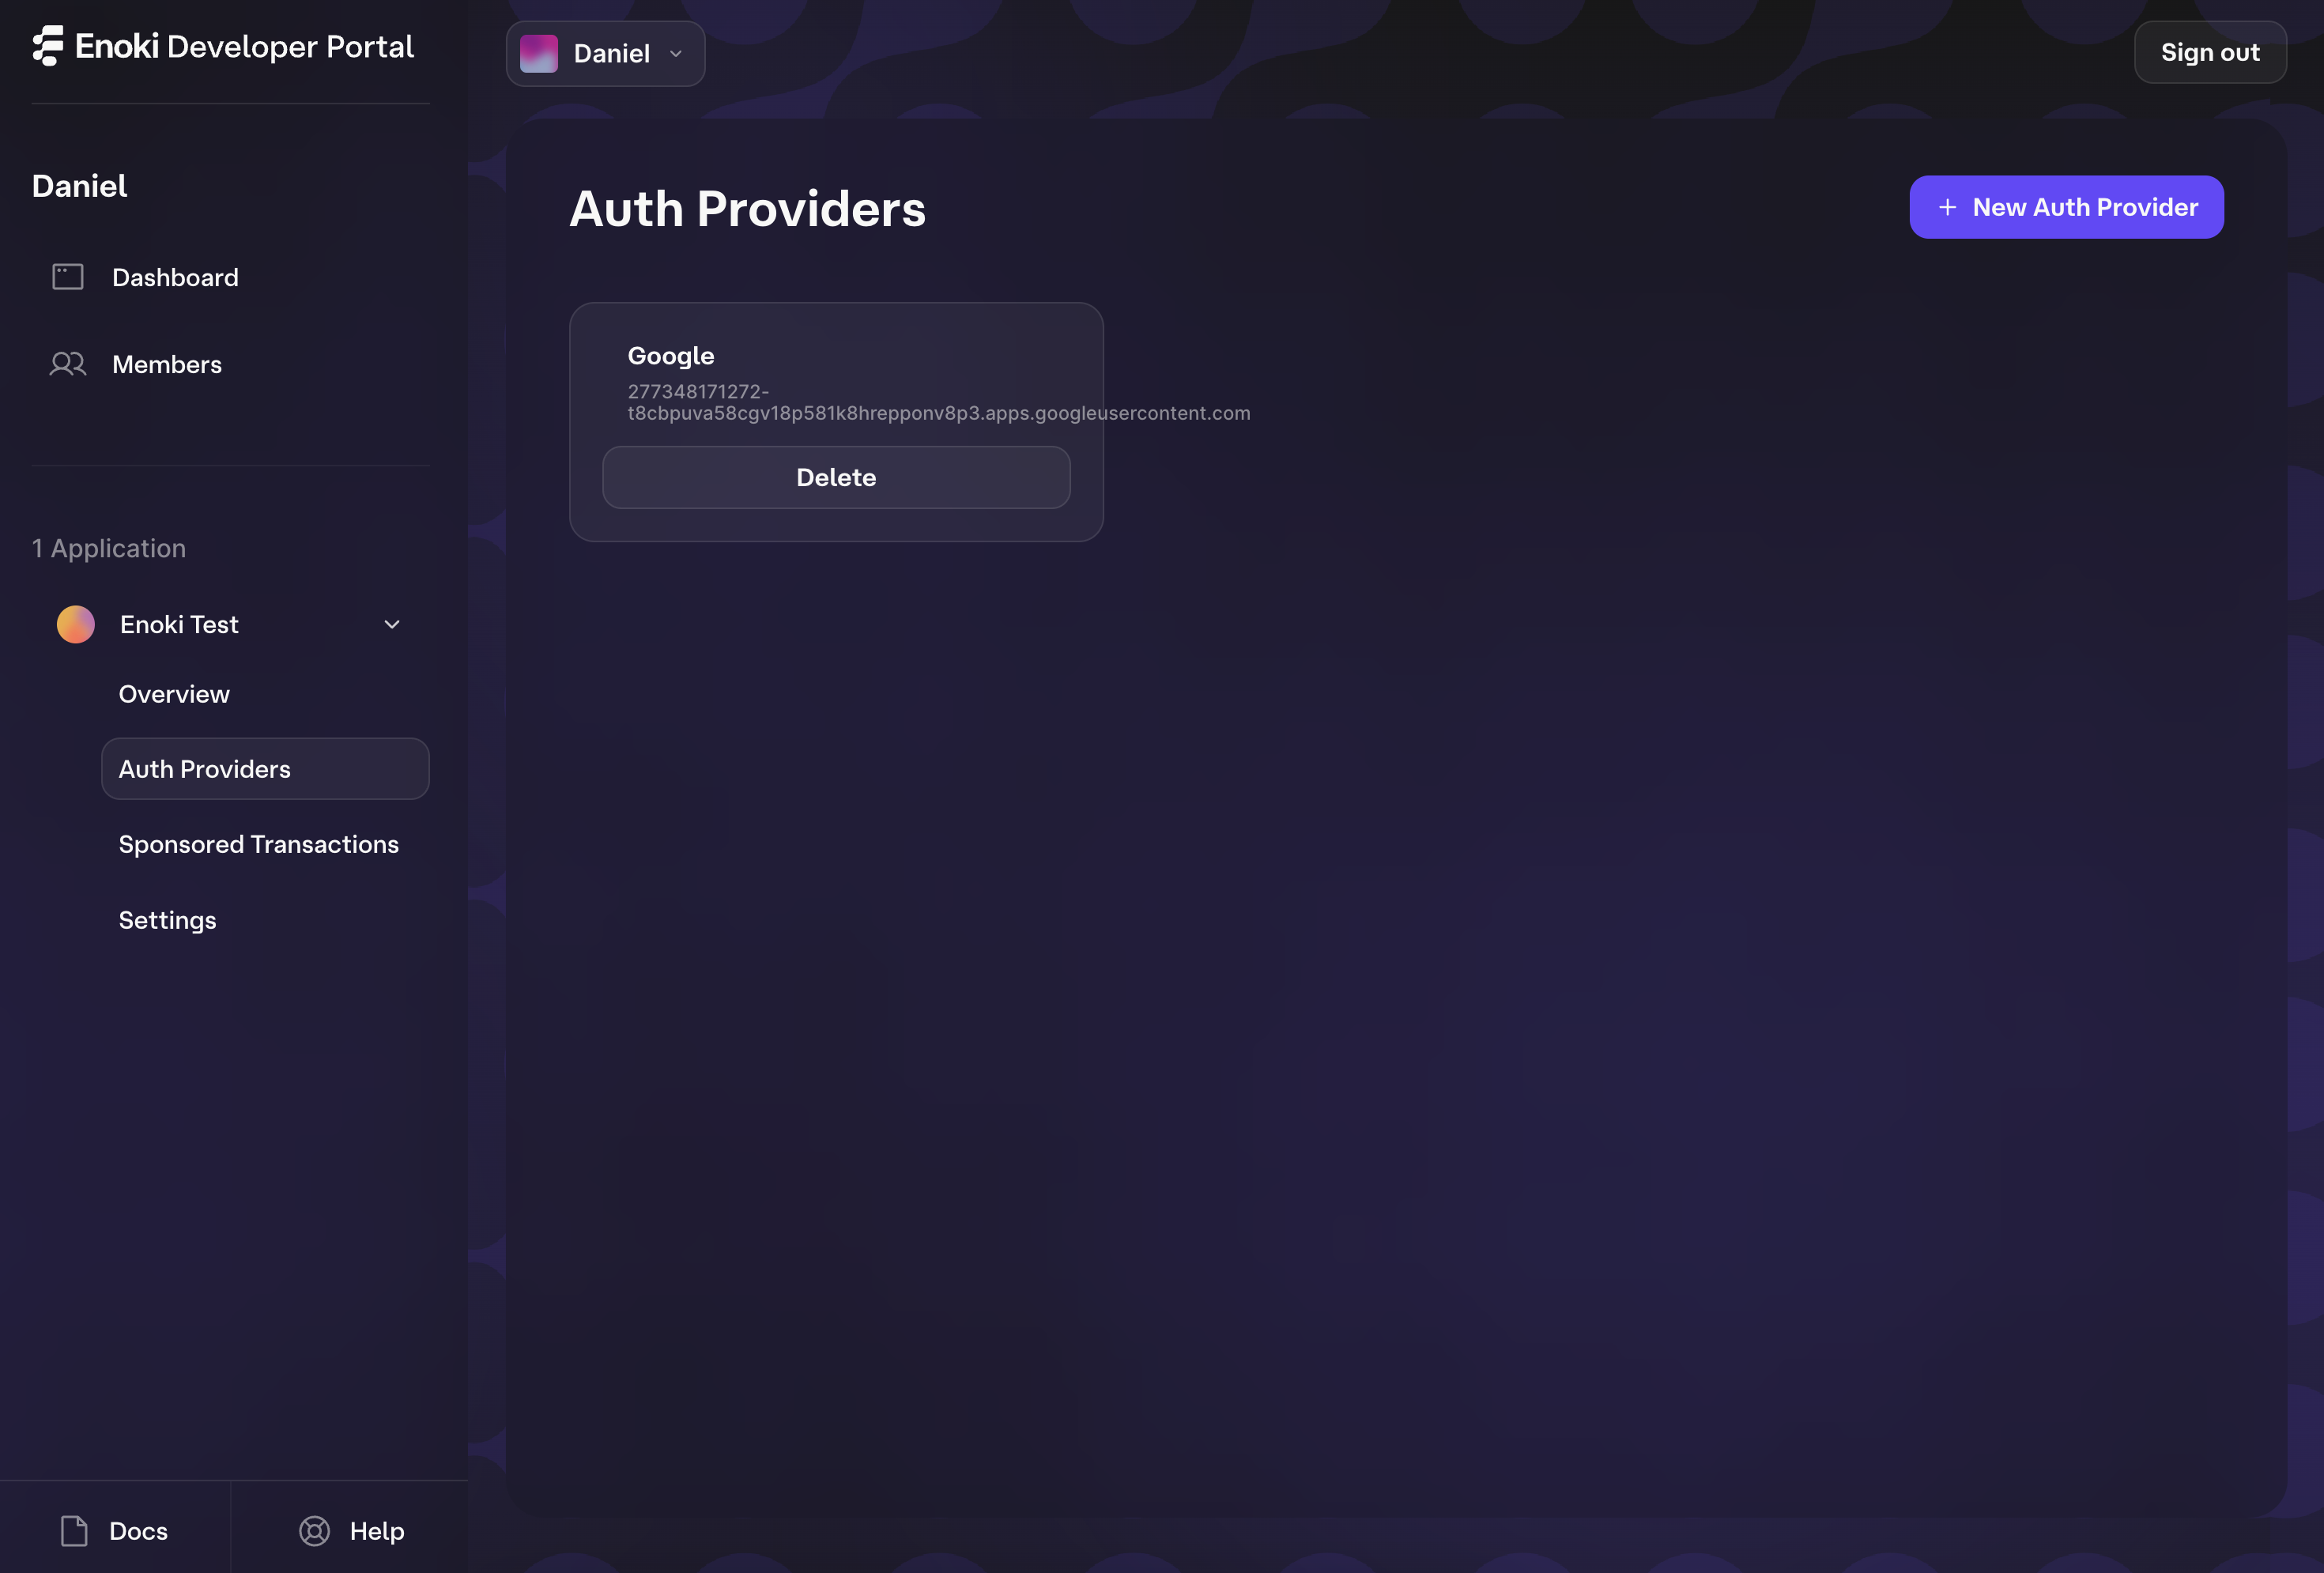 Enoki Developer Portal
Daniel
Sign out
Daniel
Dashboard
Members
1 Application
Enoki Test
Overview
Auth Providers
Sponsored Transactions
Settings
Docs
Help
Auth Providers
New Auth Provider
Google
277348171272-
t8cbpuva58cgv18p581k8hrepponv8p3.apps.googleusercontent.com
Delete